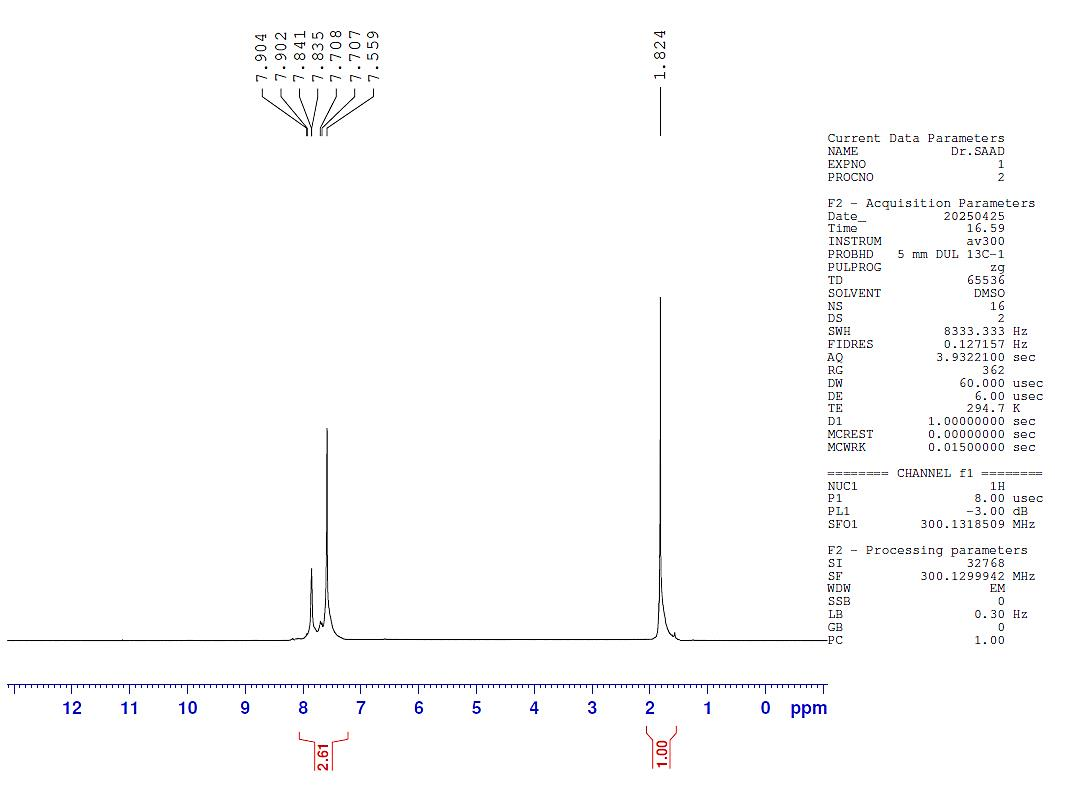 7.904
7.902
7.841
7.835
7.708
7.707
7.559
1.824
Current Data Parameters
NAME Dr.SAAD
EXPNO 1
PROCNO 2
F2 - Acquisition Parameters
Date_ 20250425
Time 16.59
INSTRUM av300
PROBHD 5 mm DUL 13C-1
PULPROG zg
TD 65536
SOLVENT DMSO
NS 16
DS 2
SWH 8333.333 Hz
FIDRES 0.127157 Hz
AQ 3.9322100 sec
RG 362
DW 60.000 usec
DE 6.00 usec
TE 294.7 K
D1 1.00000000 sec
MCREST 0.00000000 sec
MCWRK 0.01500000 sec
======== CHANNEL f1 ========
NUC1 1H
P1 8.00 usec
PL1 -3.00 dB
SFO1 300.1318509 MHz
F2 - Processing parameters
SI 32768
SF 300.1299942 MHz
WDW EM
SSB 0
LB 0.30 Hz
GB 0
PC 1.00
12 11 10 9 8 7 6 5 4 3 2 1 0 ppm
2.61
1.00